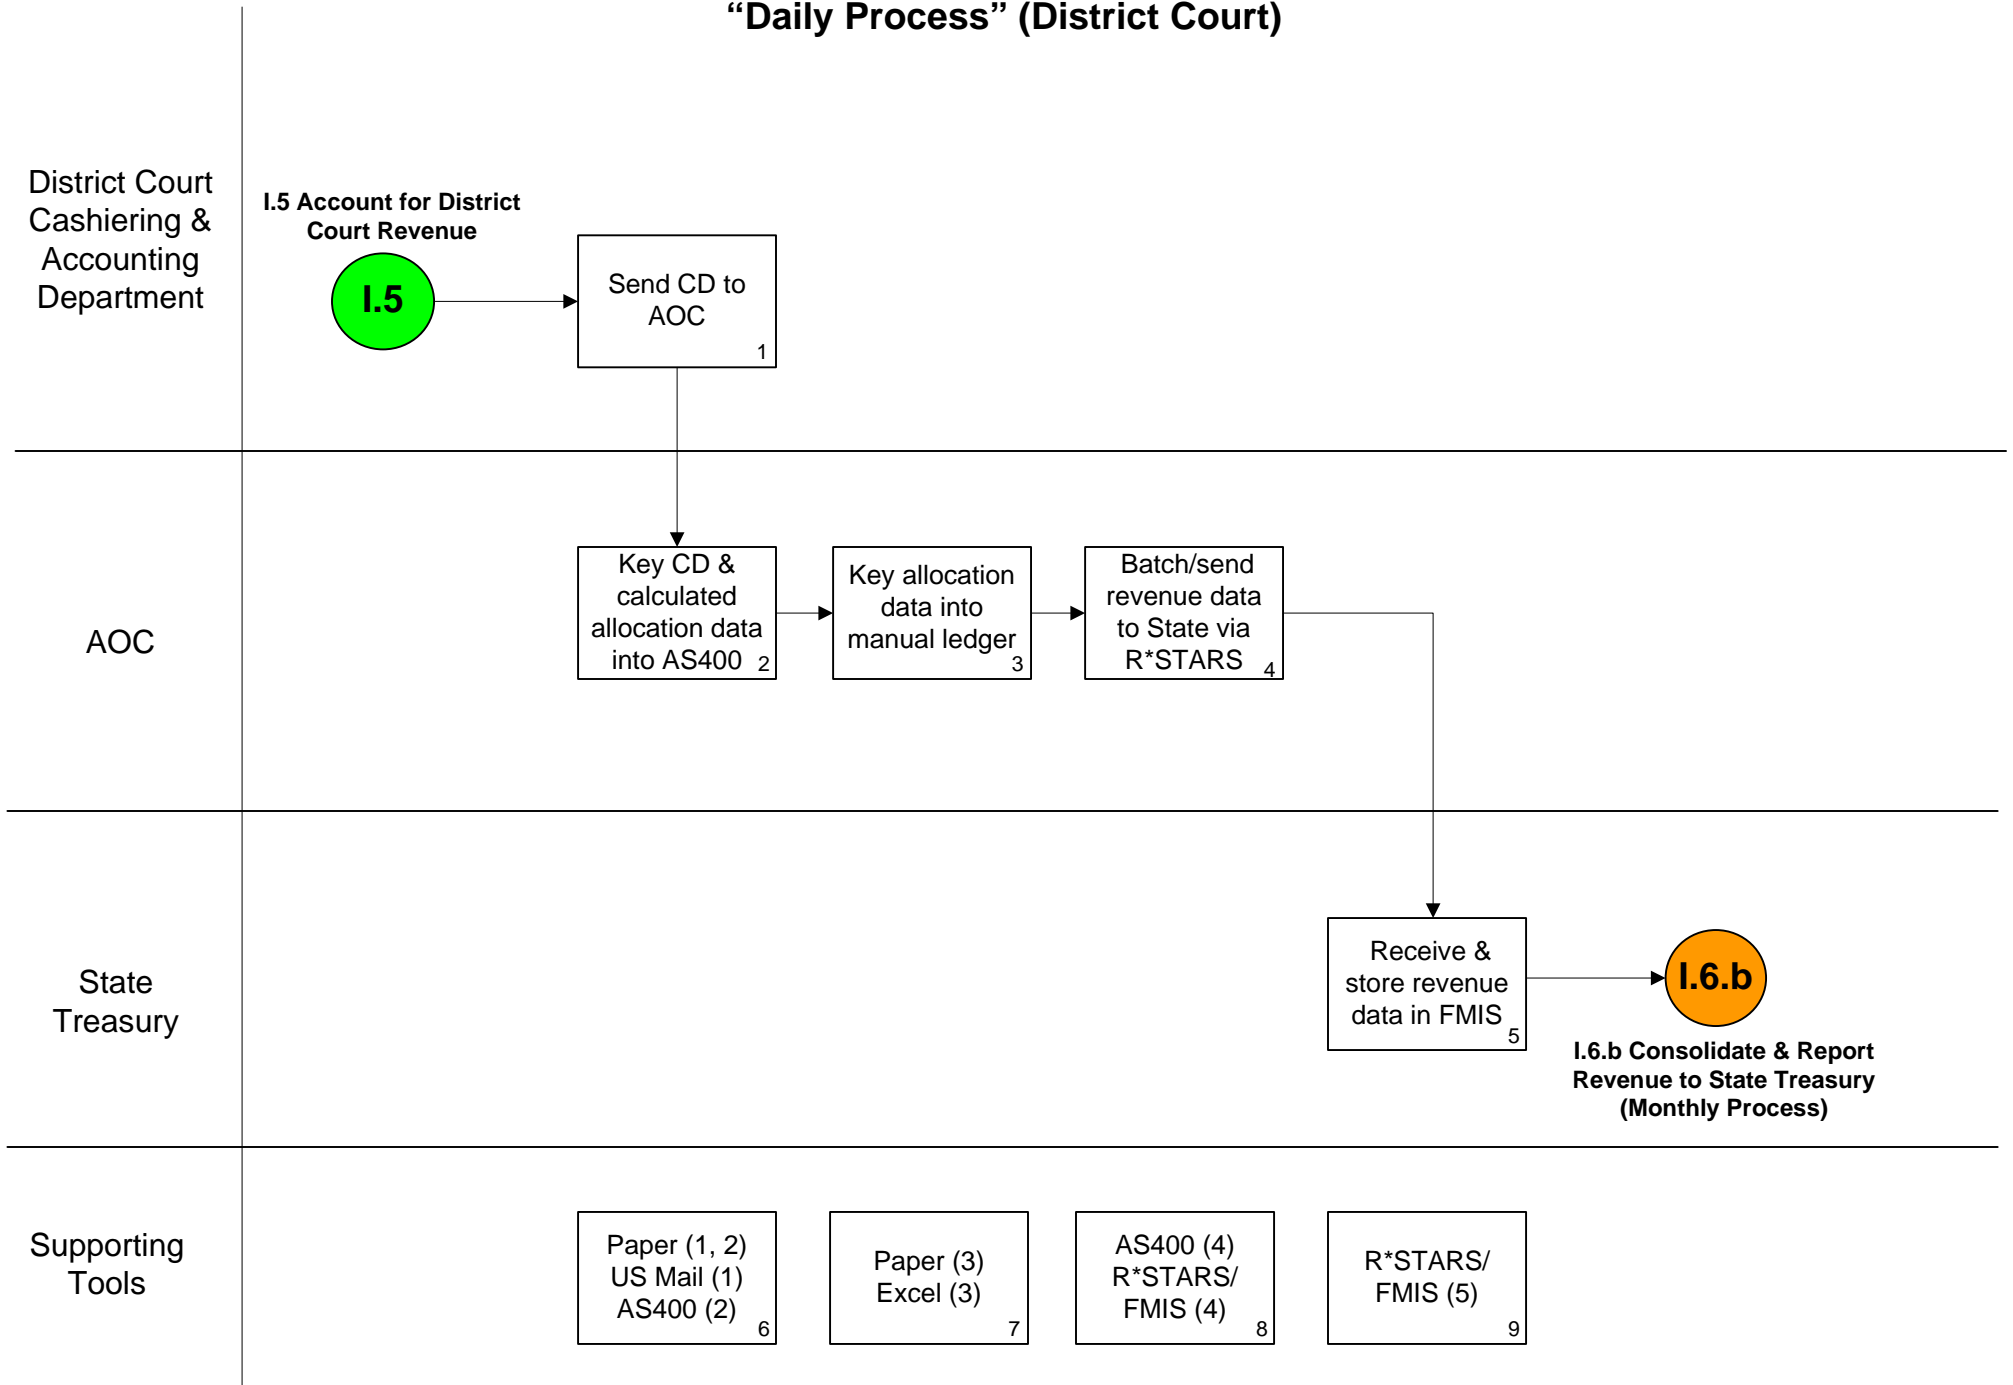 “Daily Process” (District Court)
District Court
Cashiering &
Accounting
Department
I.5 Account for District
Court Revenue
I.5
Send CD to
AOC
1
AOC
Key CD &
calculated
allocation data
into AS400
2
Key allocation
data into
manual ledger
3
Batch/send
revenue data
to State via
R*STARS
4
State
Treasury
Receive &
store revenue
data in FMIS
5
I.6.b
I.6.b Consolidate & Report
Revenue to State Treasury
(Monthly Process)
Supporting
Tools
Paper (1, 2)
US Mail (1)
AS400 (2)
6
Paper (3)
Excel (3)
7
AS400 (4)
R*STARS/
FMIS (4)
8
R*STARS/
FMIS (5)
9